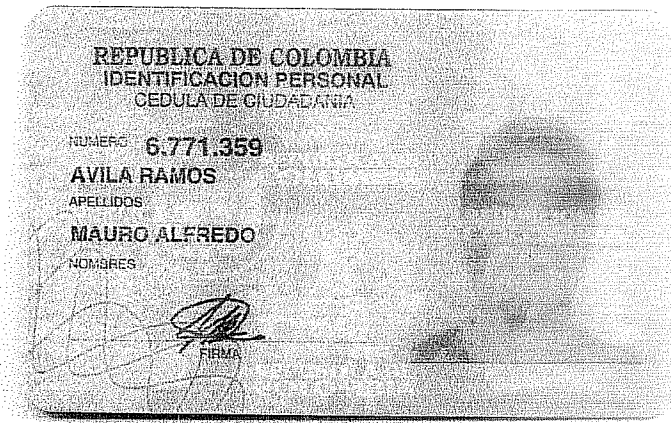 REPUBLICA DE COLOMBIA
IDENTIFICACION PERSONAL
CEDULA DE CIUDADANIA
NUMERO 6.771.359
AVILA RAMOS
APELLIDOS
MAURO ALFREDO
NOMBRES
FIRMA